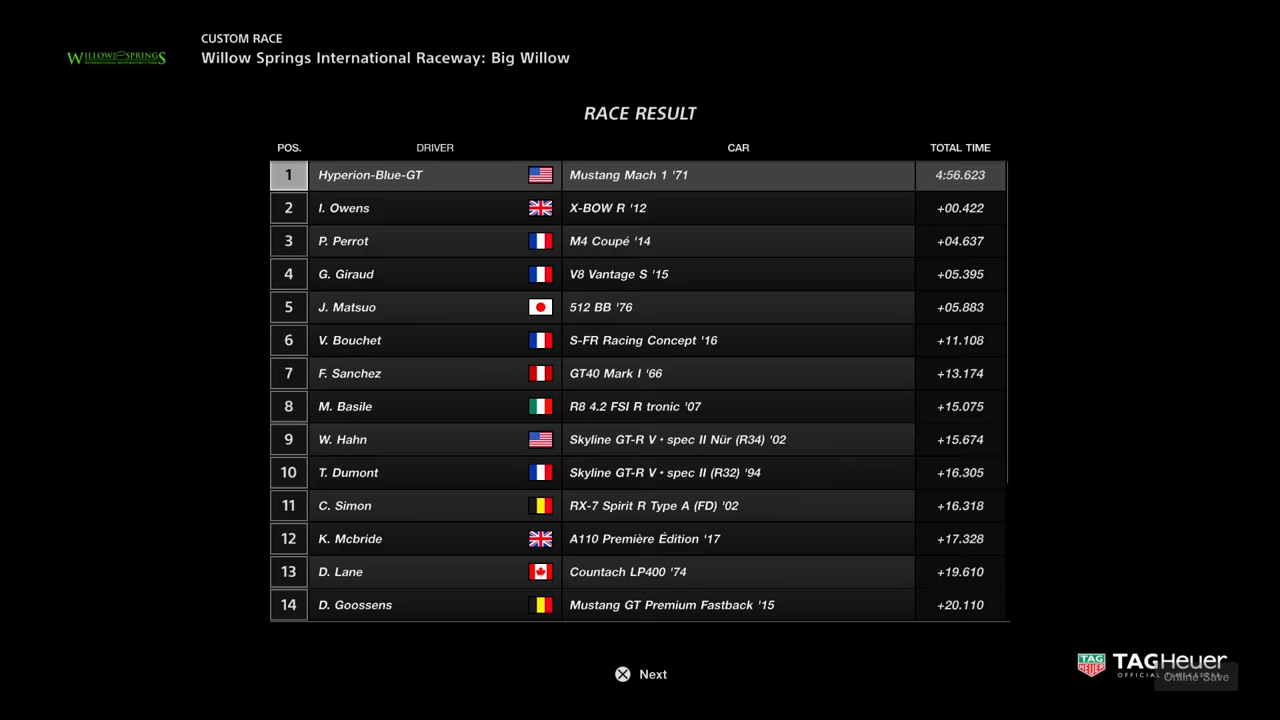 CUSTOM RACE
WILLOW SPRINGS
Willow Springs International Raceway: Big Willow
RACE RESULT
POS. DRIVER CAR TOTAL TIME
1 Hyperion-Blue-GT Mustang Mach 1 '71 4:56.623
2 I. Owens X-BOW R '12 +00.422
3 P. Perrot M4 Coupé '14 +04.637
4 G. Giraud V8 Vantage S '15 +05.395
5 J. Matsuo 512 BB '76 +05.883
6 V. Bouchet S-FR Racing Concept '16 +11.108
7 F. Sanchez GT40 Mark I '66 +13.174
8 M. Basile R8 4.2 FSI R tronic '07 +15.075
9 W. Hahn Skyline GT-R V • spec II Nür (R34) '02 +15.674
10 T. Dumont Skyline GT-R V • spec II (R32) '94 +16.305
11 C. Simon RX-7 Spirit R Type A (FD) '02 +16.318
12 K. Mcbride A110 Première Édition '17 +17.328
13 D. Lane Countach LP400 '74 +19.610
14 D. Goossens Mustang GT Premium Fastback '15 +20.110
Next
TAG HEUER TAGHeuer
OFFICIAL
Online Save